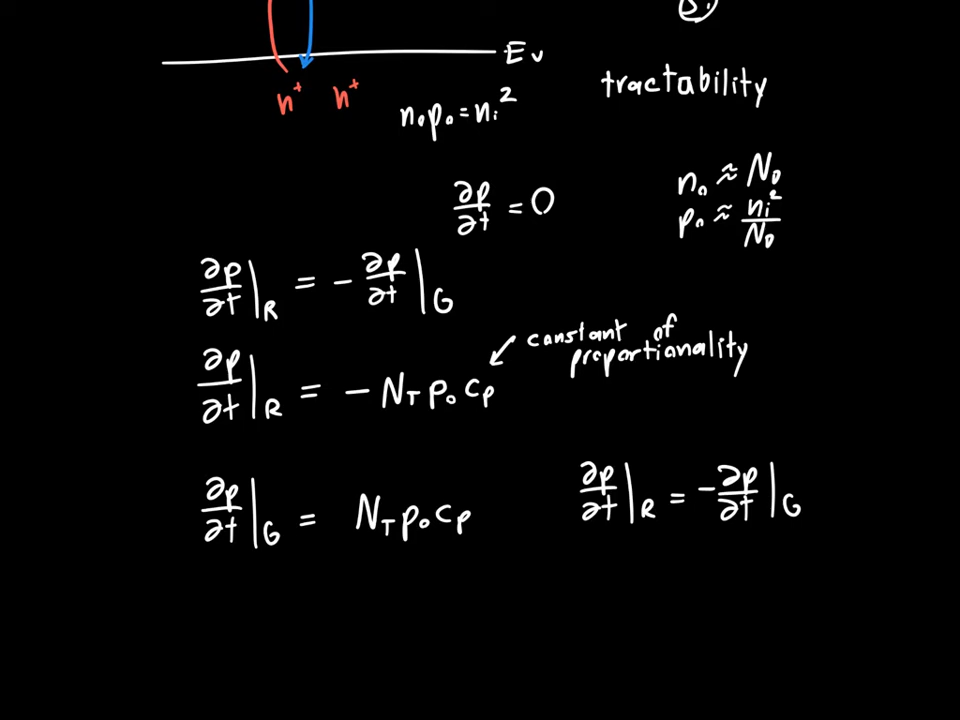 Si
Ev
h⁺ h⁺
tractability
n₀p₀ = nᵢ²
∂p/∂t = 0
n₀ ≈ N_D
p₀ ≈ nᵢ²/N_D
∂p/∂t|_R = - ∂p/∂t|_G
constant of proportionality
∂p/∂t|_R = - N_T p₀ c_p
∂p/∂t|_G = N_T p₀ c_p
∂p/∂t|_R = - ∂p/∂t|_G